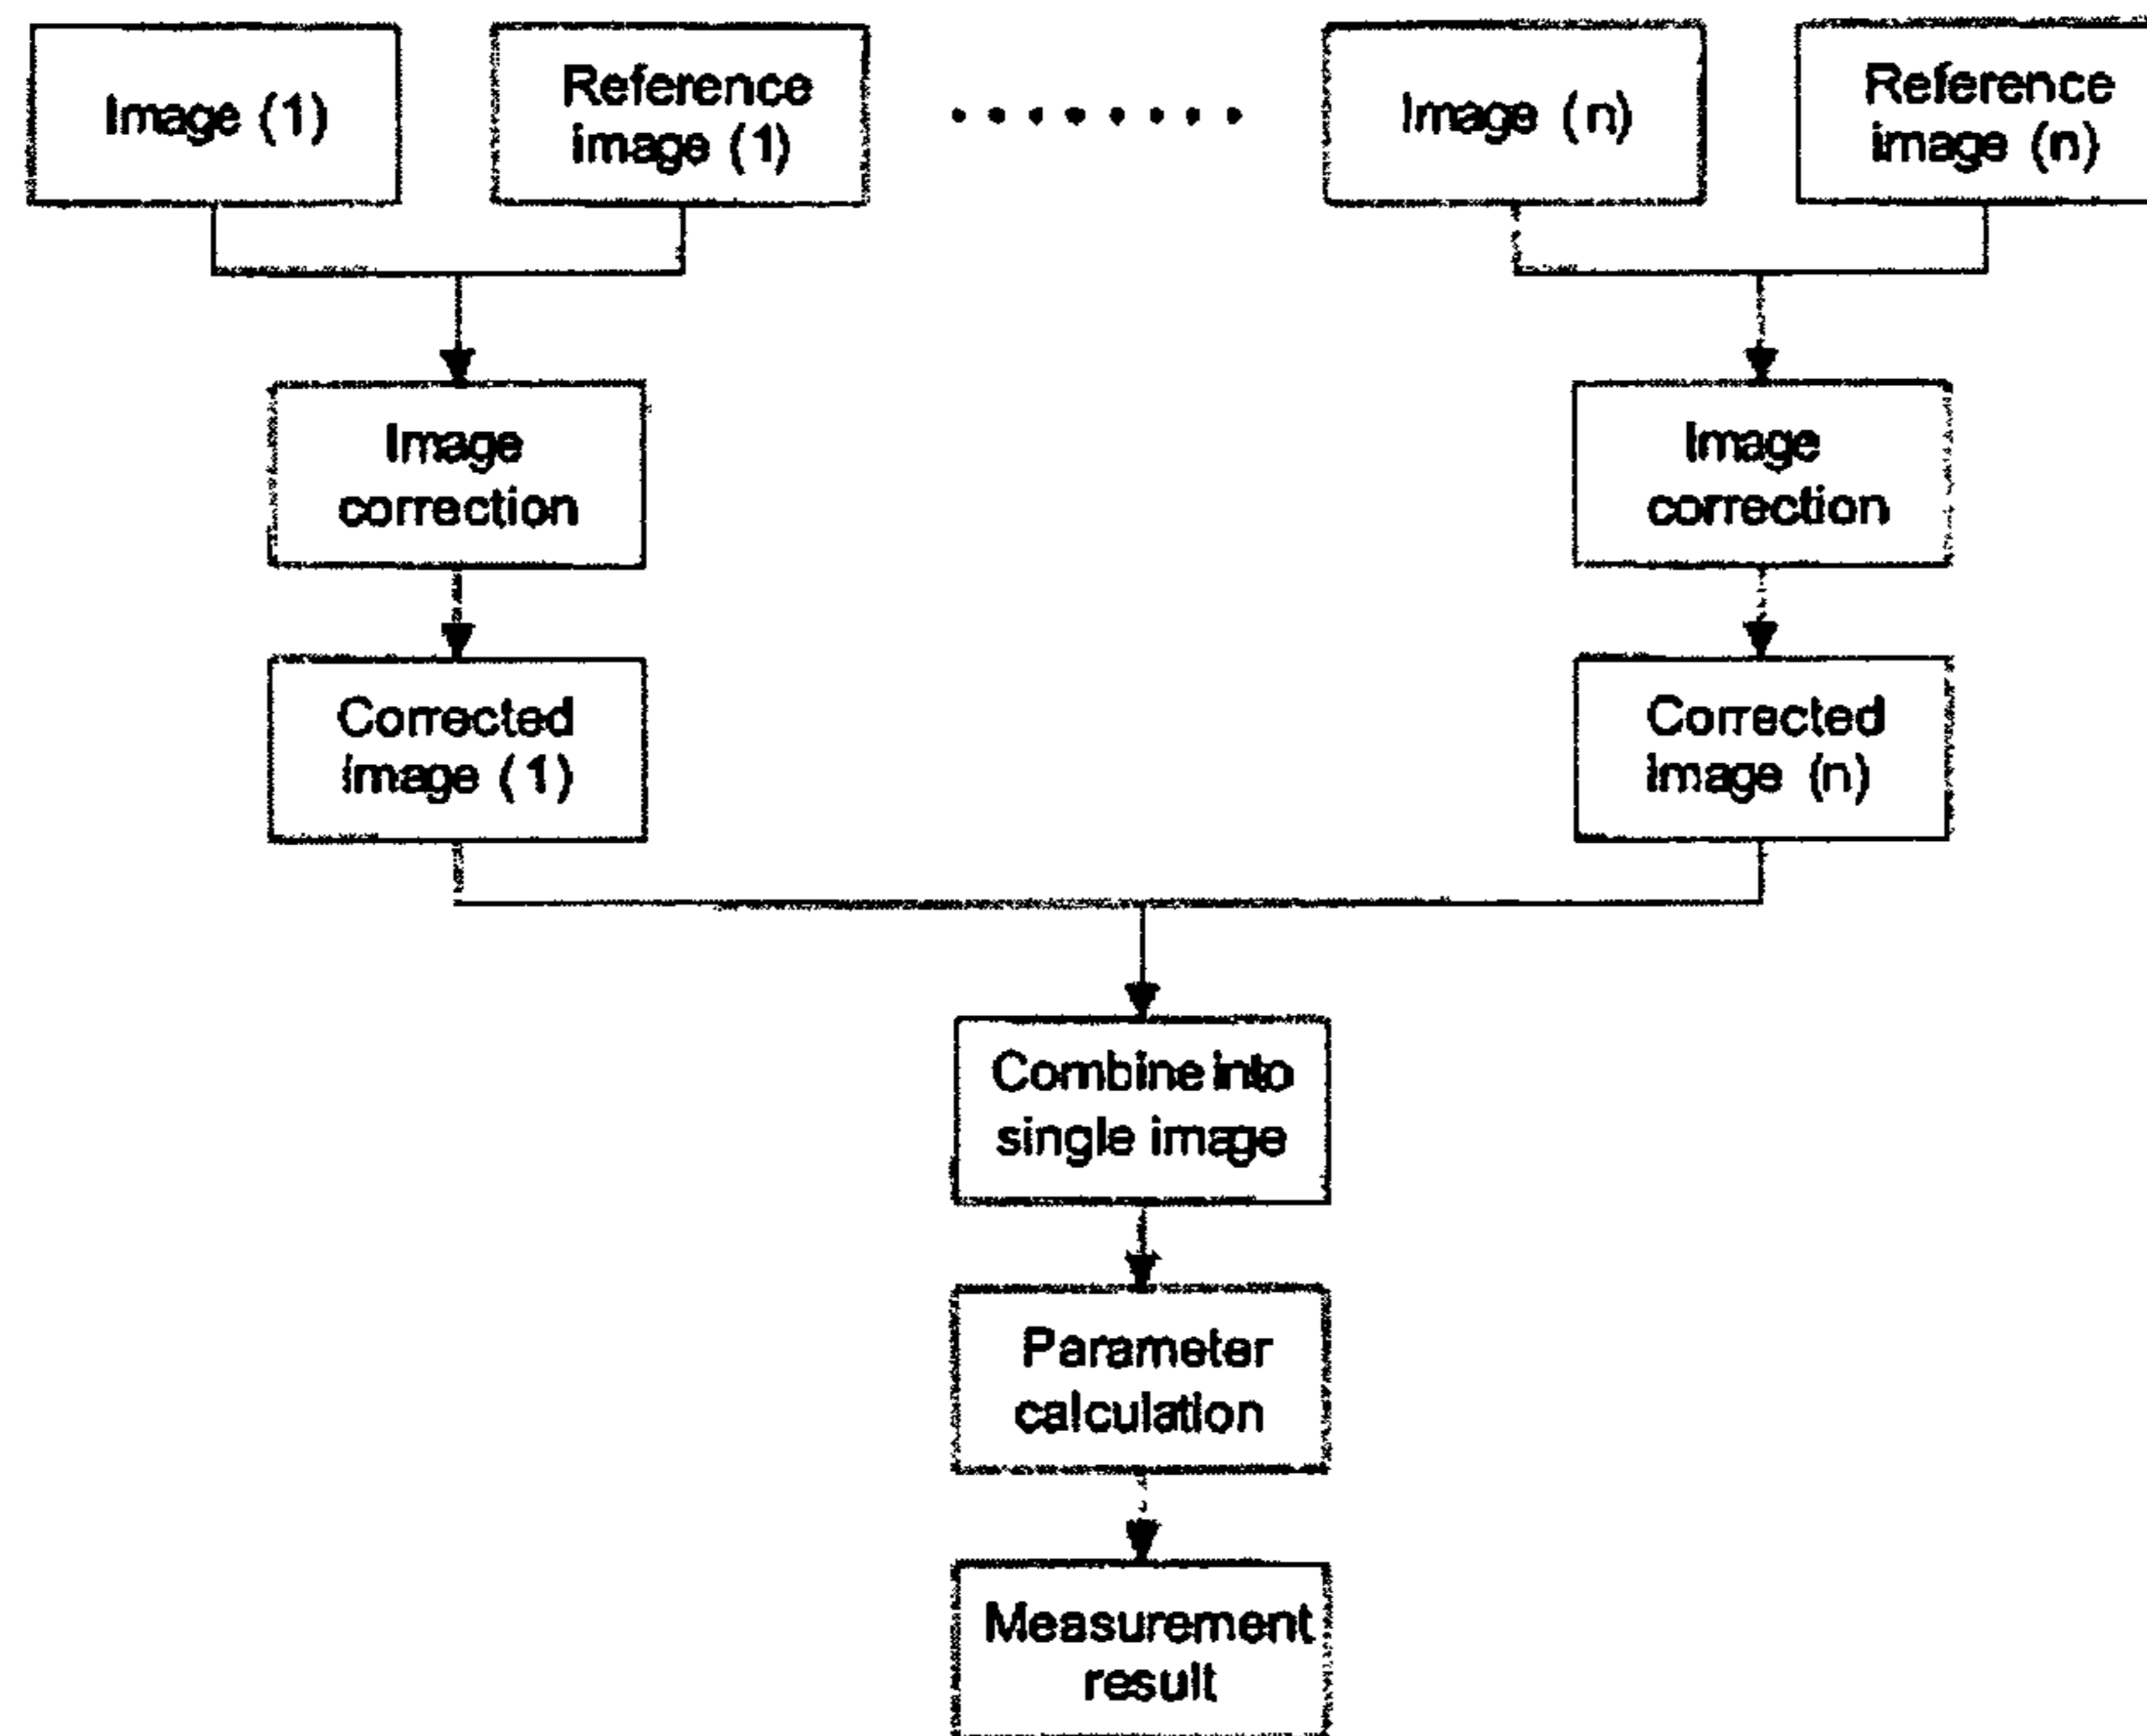 Image (1)
Reference
image (1)
. . . . . . . .
Image (n)
Reference
image (n)
Image
correction
Image
correction
Corrected
Image (1)
Corrected
Image (n)
Combine into
single image
Parameter
calculation
Measurement
result